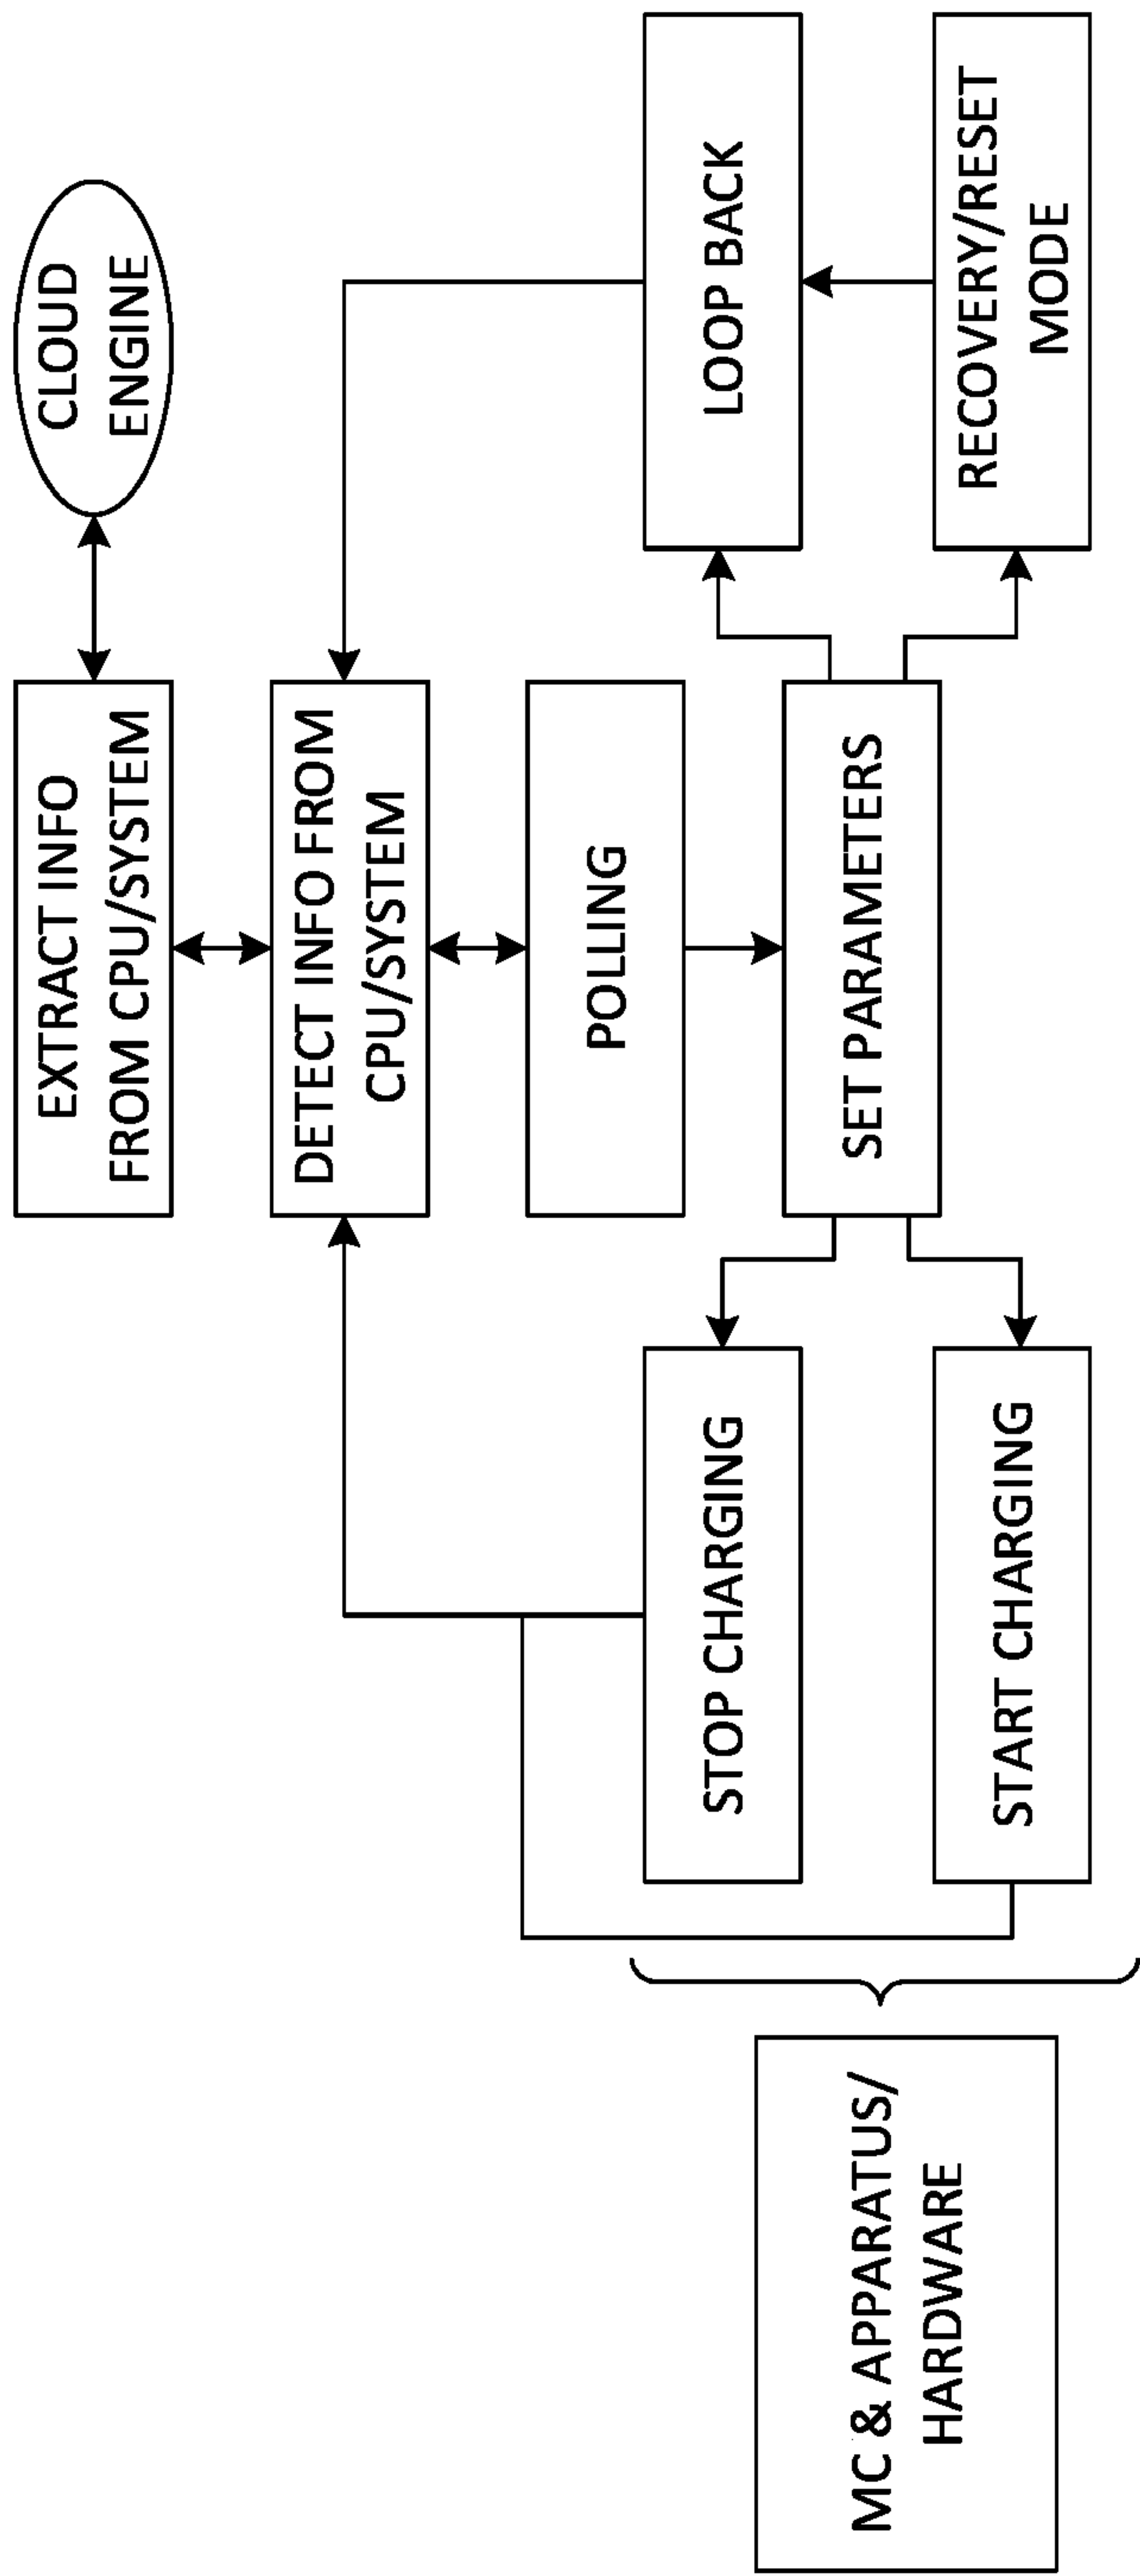 CLOUD
ENGINE
EXTRACT INFO
FROM CPU/SYSTEM
DETECT INFO FROM
CPU/SYSTEM
POLLING
SET PARAMETERS
LOOP BACK
RECOVERY/RESET
MODE
STOP CHARGING
START CHARGING
MC & APPARATUS/
HARDWARE